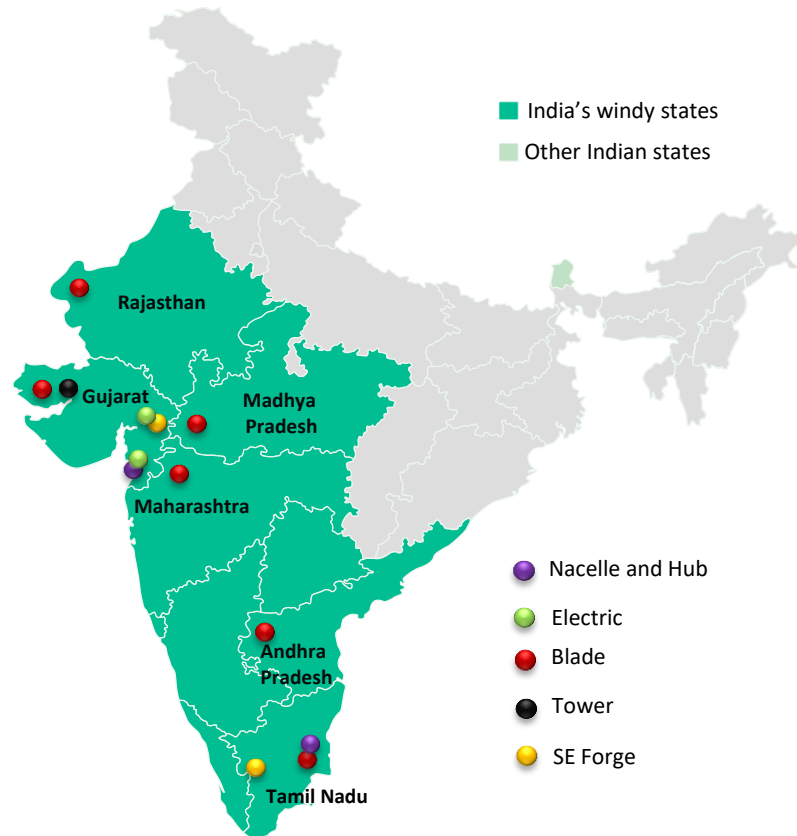 India's windy states
Other Indian states
Rajasthan
Gujarat
Madhya
Pradesh
Maharashtra
Nacelle and Hub
Electric
Blade
Tower
SE Forge
Andhra
Pradesh
Tamil Nadu